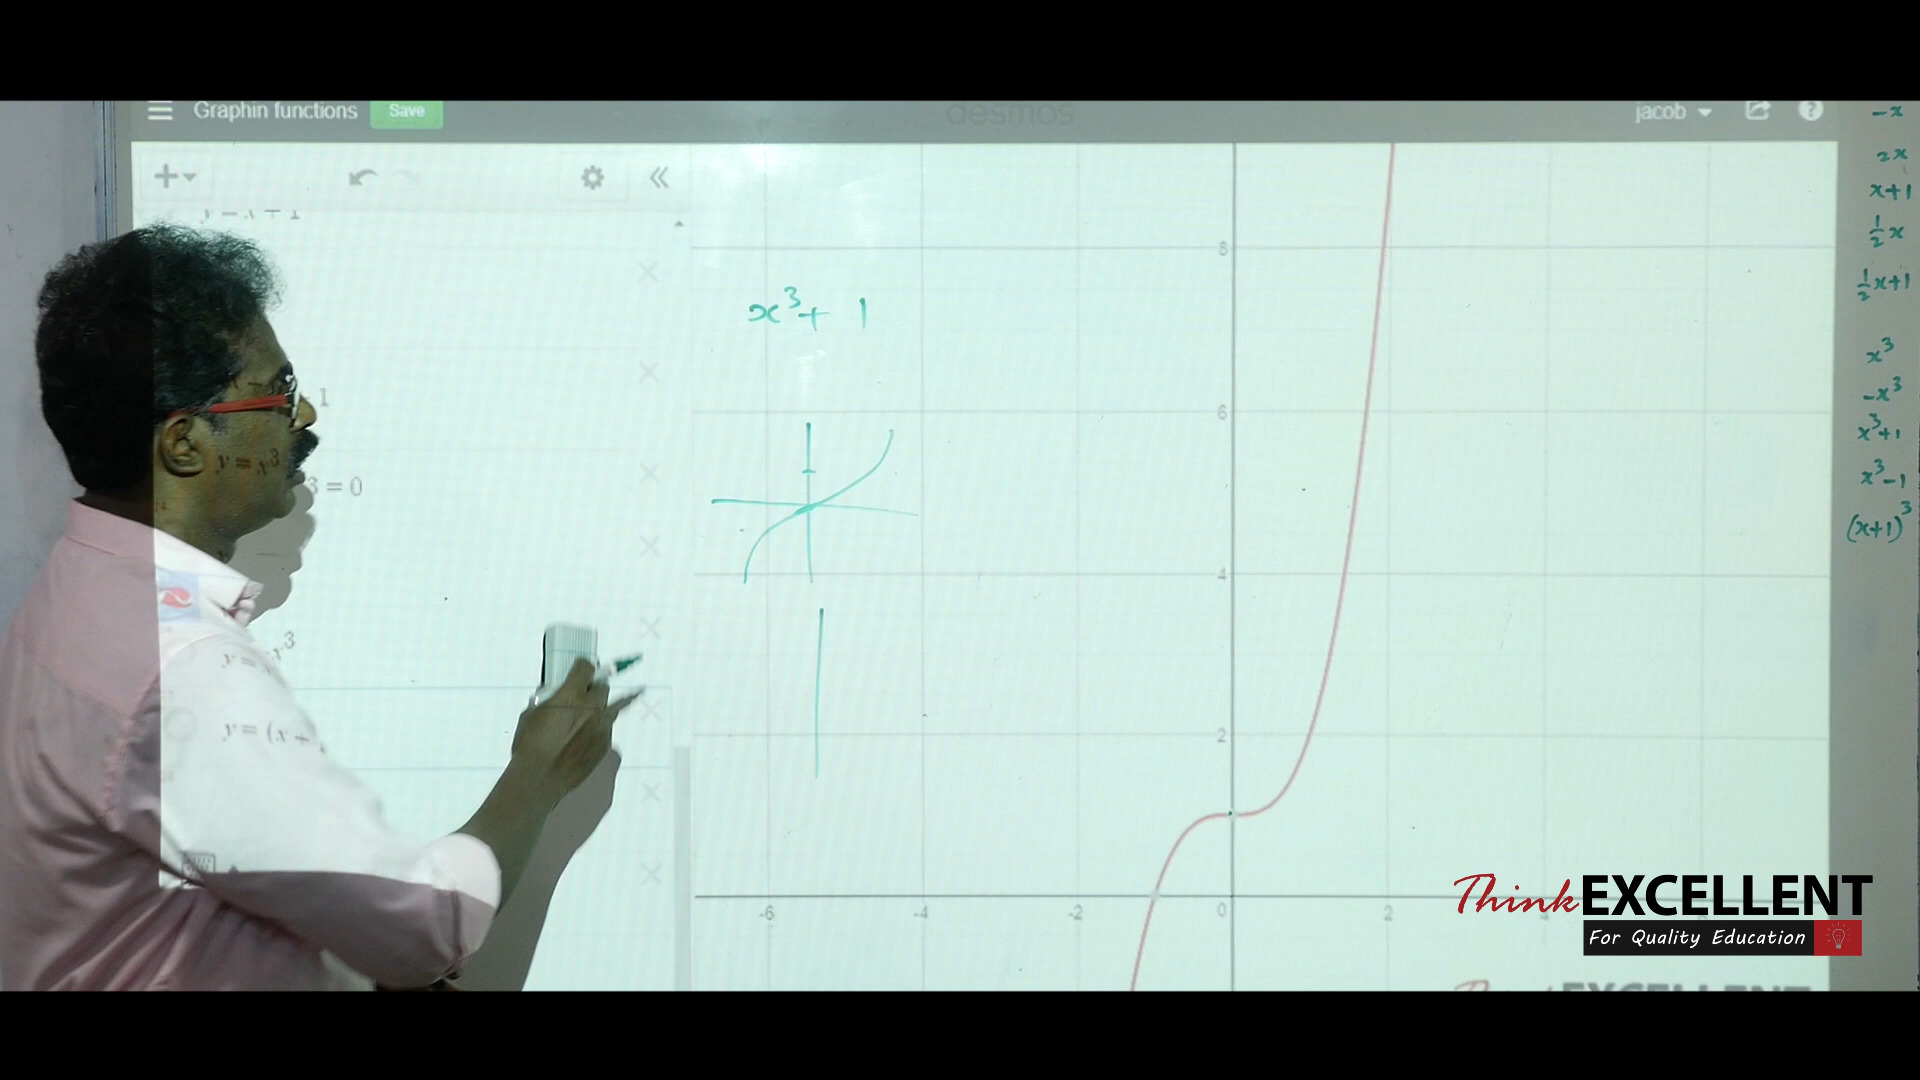 Graphin functions Save desmos jacob
x³ + 1
- 1
y = x³
3 = 0
y = x³
y = (x +
8
6
4
2
-6 -4 -2 0 2
-x
2x
x+1
½x
½x+1
x³
-x³
x³+1
x³-1
(x+1)³
Think EXCELLENT
For Quality Education